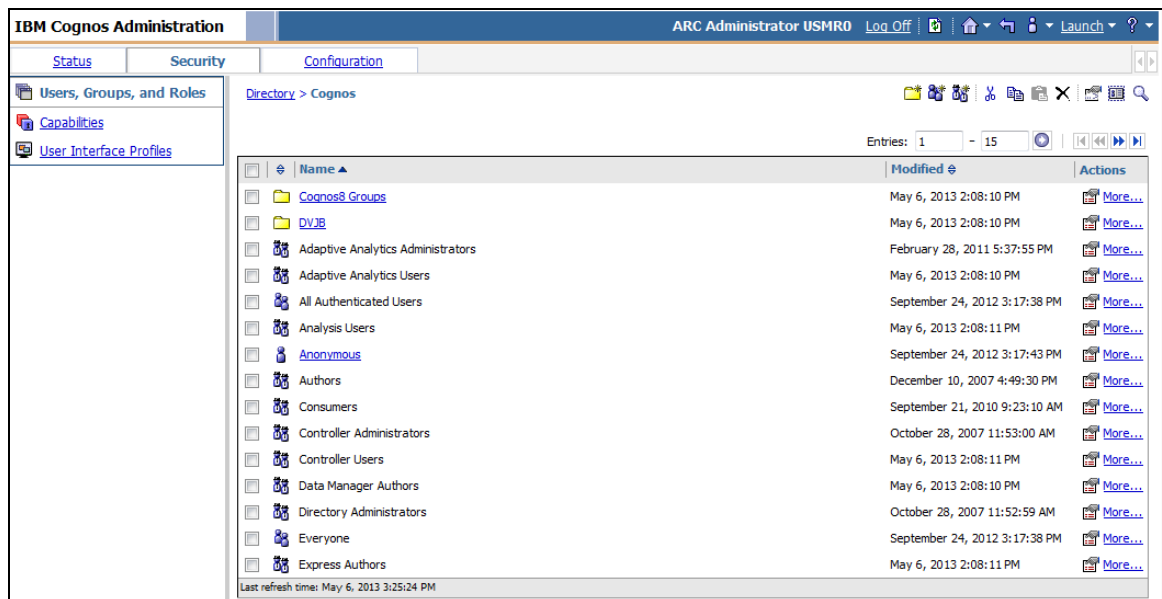 IBM Cognos Administration ARC Administrator USMR0 Log Off Launch ?
Status Security Configuration
Users, Groups, and Roles
Capabilities
User Interface Profiles
Directory > Cognos
Entries: 1 - 15
Name Modified Actions
Cognos8 Groups May 6, 2013 2:08:10 PM More...
DVJB May 6, 2013 2:08:10 PM More...
Adaptive Analytics Administrators February 28, 2011 5:37:55 PM More...
Adaptive Analytics Users May 6, 2013 2:08:10 PM More...
All Authenticated Users September 24, 2012 3:17:38 PM More...
Analysis Users May 6, 2013 2:08:11 PM More...
Anonymous September 24, 2012 3:17:43 PM More...
Authors December 10, 2007 4:49:30 PM More...
Consumers September 21, 2010 9:23:10 AM More...
Controller Administrators October 28, 2007 11:53:00 AM More...
Controller Users May 6, 2013 2:08:11 PM More...
Data Manager Authors May 6, 2013 2:08:10 PM More...
Directory Administrators October 28, 2007 11:52:59 AM More...
Everyone September 24, 2012 3:17:38 PM More...
Express Authors May 6, 2013 2:08:11 PM More...
Last refresh time: May 6, 2013 3:25:24 PM